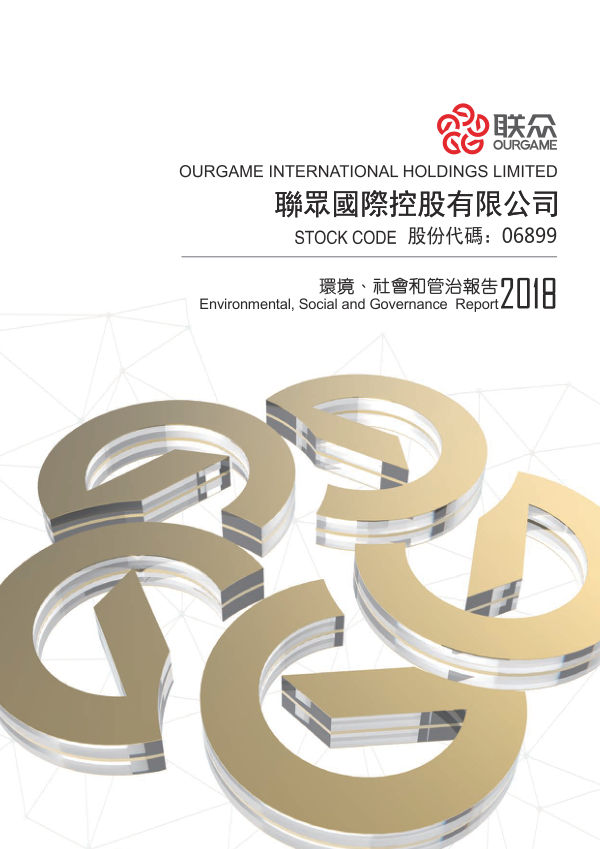 联众
OURGAME
OURGAME INTERNATIONAL HOLDINGS LIMITED
聯眾國際控股有限公司
STOCK CODE 股份代碼：06899
環境、社會和管治報告
Environmental, Social and Governance Report 2018